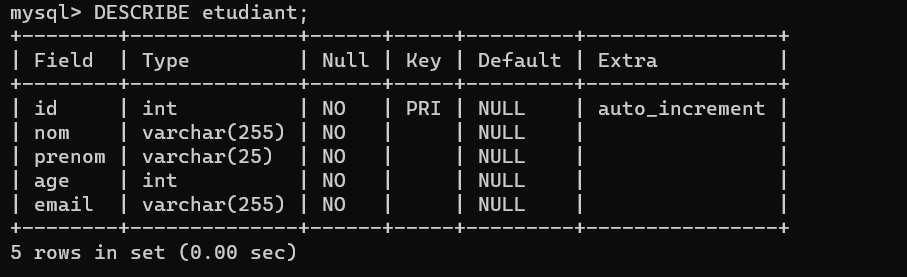 mysql> DESCRIBE etudiant;
+--------+--------------+------+-----+---------+----------------+
| Field  | Type         | Null | Key | Default | Extra          |
+--------+--------------+------+-----+---------+----------------+
| id     | int          | NO   | PRI | NULL    | auto_increment |
| nom    | varchar(255) | NO   |     | NULL    |                |
| prenom | varchar(25)  | NO   |     | NULL    |                |
| age    | int          | NO   |     | NULL    |                |
| email  | varchar(255) | NO   |     | NULL    |                |
+--------+--------------+------+-----+---------+----------------+
5 rows in set (0.00 sec)